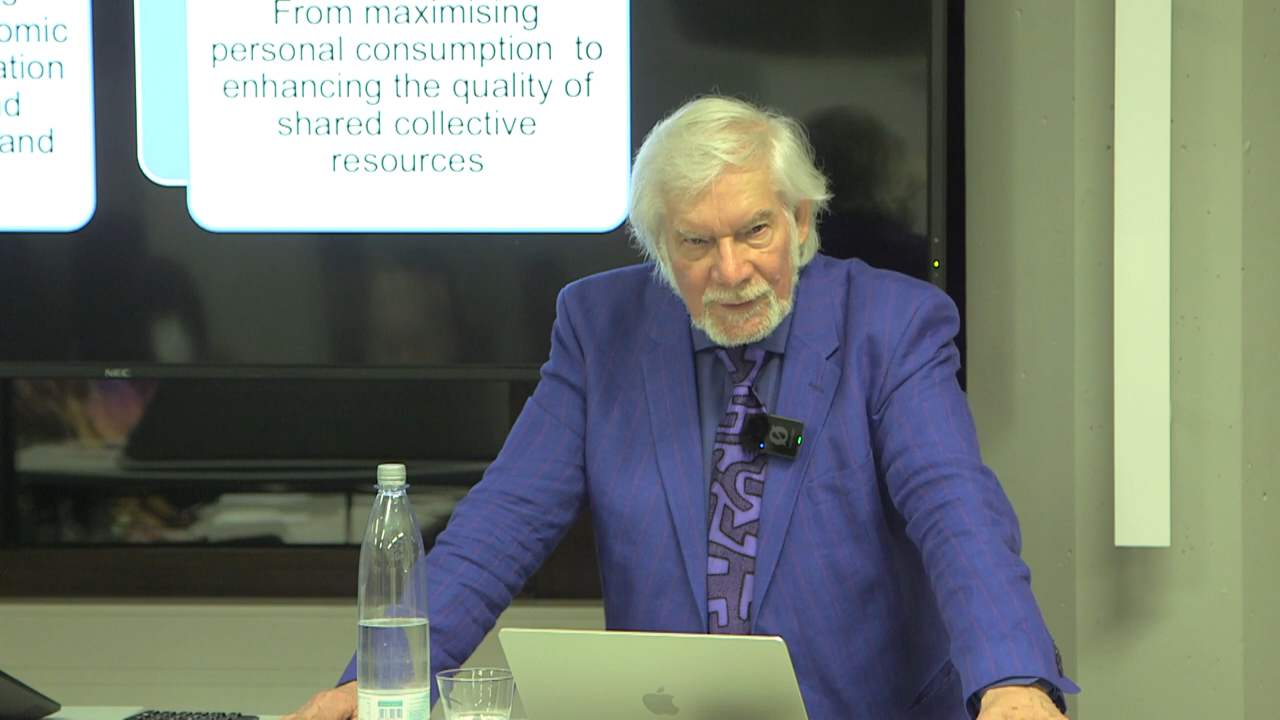 omic
ation
and
From maximising
personal consumption to
enhancing the quality of
shared collective
resources
NEC